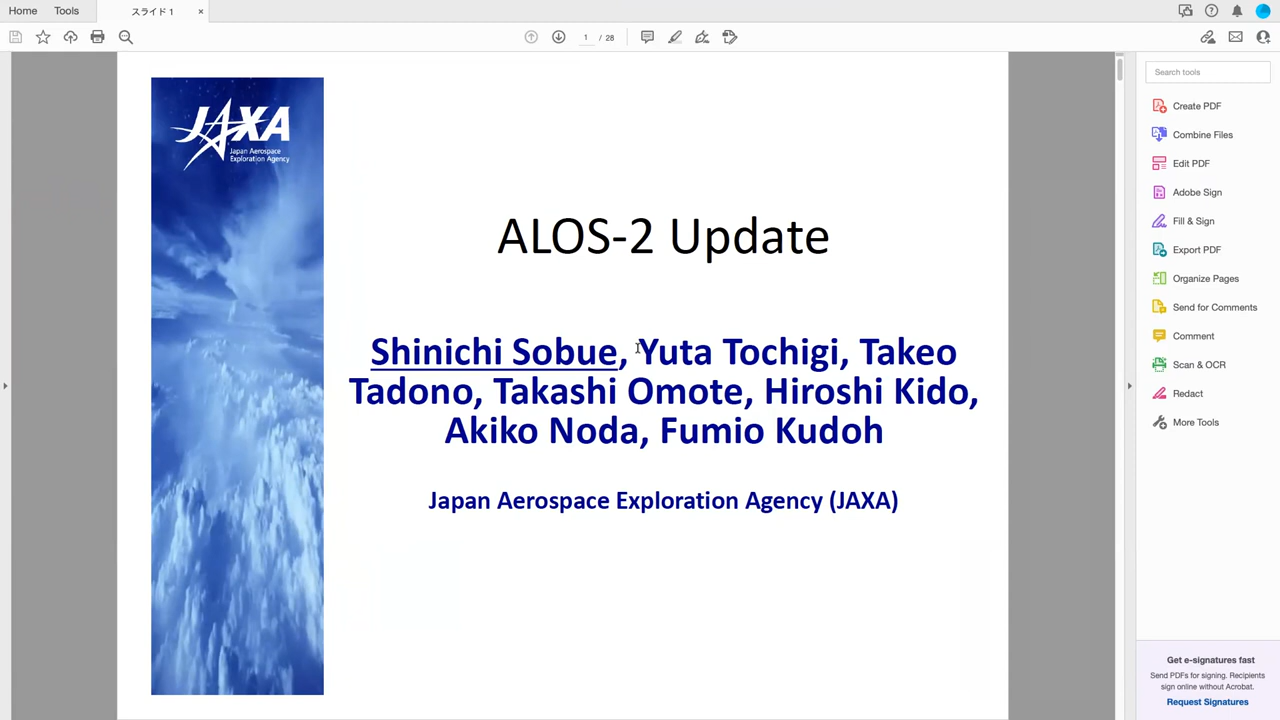 Home
Tools
スライド 1
×
1 / 28
JAXA
Japan Aerospace
Exploration Agency
ALOS-2 Update
Shinichi Sobue, Yuta Tochigi, Takeo
Tadono, Takashi Omote, Hiroshi Kido,
Akiko Noda, Fumio Kudoh
Japan Aerospace Exploration Agency (JAXA)
Search tools
Create PDF
Combine Files
Edit PDF
Adobe Sign
Fill & Sign
Export PDF
Organize Pages
Send for Comments
Comment
Scan & OCR
Redact
More Tools
Get e-signatures fast
Send PDFs for signing. Recipients
sign online without Acrobat.
Request Signatures